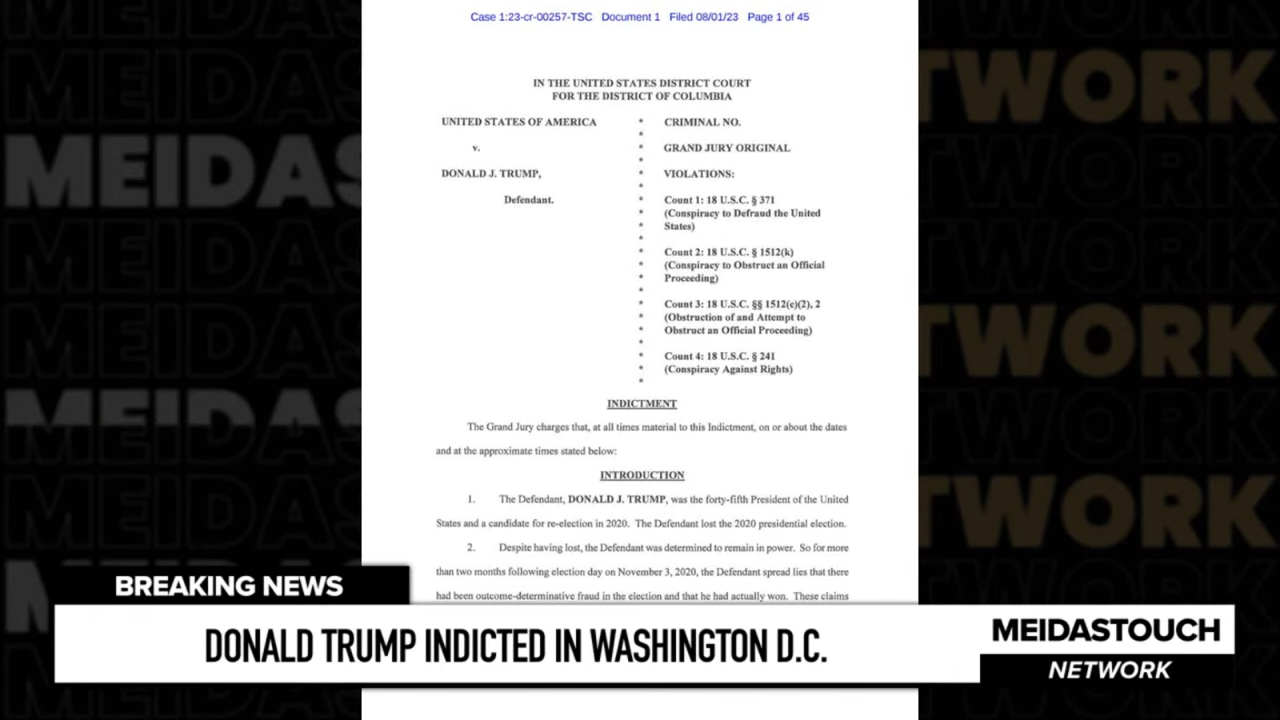 Case 1:23-cr-00257-TSC Document 1 Filed 08/01/23 Page 1 of 45
IN THE UNITED STATES DISTRICT COURT
FOR THE DISTRICT OF COLUMBIA
UNITED STATES OF AMERICA * CRIMINAL NO.
*
v. * GRAND JURY ORIGINAL
*
DONALD J. TRUMP, * VIOLATIONS:
*
Defendant. * Count 1: 18 U.S.C. § 371
* (Conspiracy to Defraud the United
* States)
*
* Count 2: 18 U.S.C. § 1512(k)
* (Conspiracy to Obstruct an Official
* Proceeding)
*
* Count 3: 18 U.S.C. §§ 1512(c)(2), 2
* (Obstruction of and Attempt to
* Obstruct an Official Proceeding)
*
* Count 4: 18 U.S.C. § 241
* (Conspiracy Against Rights)
*
INDICTMENT
The Grand Jury charges that, at all times material to this Indictment, on or about the dates
and at the approximate times stated below:
INTRODUCTION
1. The Defendant, DONALD J. TRUMP, was the forty-fifth President of the United
States and a candidate for re-election in 2020. The Defendant lost the 2020 presidential election.
2. Despite having lost, the Defendant was determined to remain in power. So for more
than two months following election day on November 3, 2020, the Defendant spread lies that there
had been outcome-determinative fraud in the election and that he had actually won. These claims
BREAKING NEWS
DONALD TRUMP INDICTED IN WASHINGTON D.C.
MEIDASTOUCH
NETWORK
MEIDAS
MEIDAS
TWORK
TWORK
TWORK